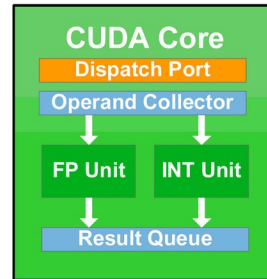 CUDA Core
Dispatch Port
Operand Collector
FP Unit INT Unit
Result Queue